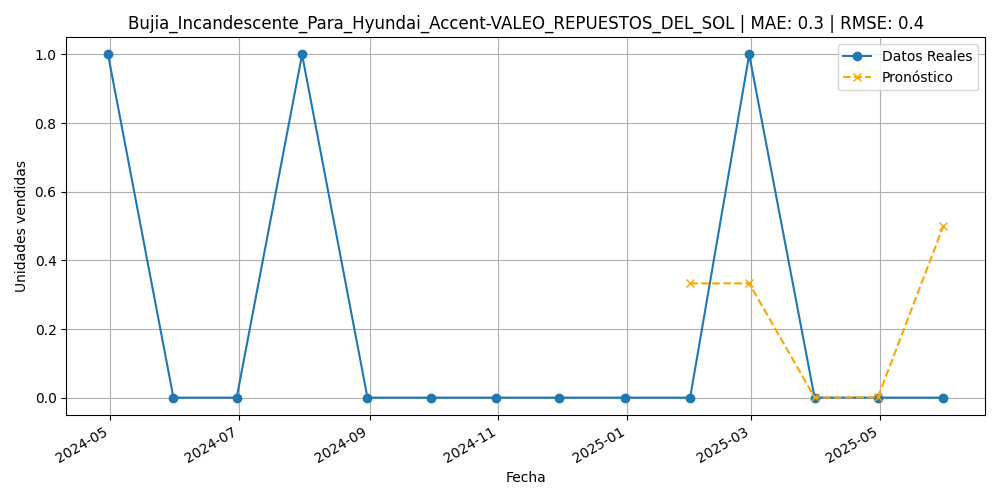 Bujia_Incandescente_Para_Hyundai_Accent-VALEO_REPUESTOS_DEL_SOL | MAE: 0.3 | RMSE: 0.4
Datos Reales
Pronóstico
Unidades vendidas
1.0
0.8
0.6
0.4
0.2
0.0
2024-05
2024-07
2024-09
2024-11
2025-01
2025-03
2025-05
Fecha